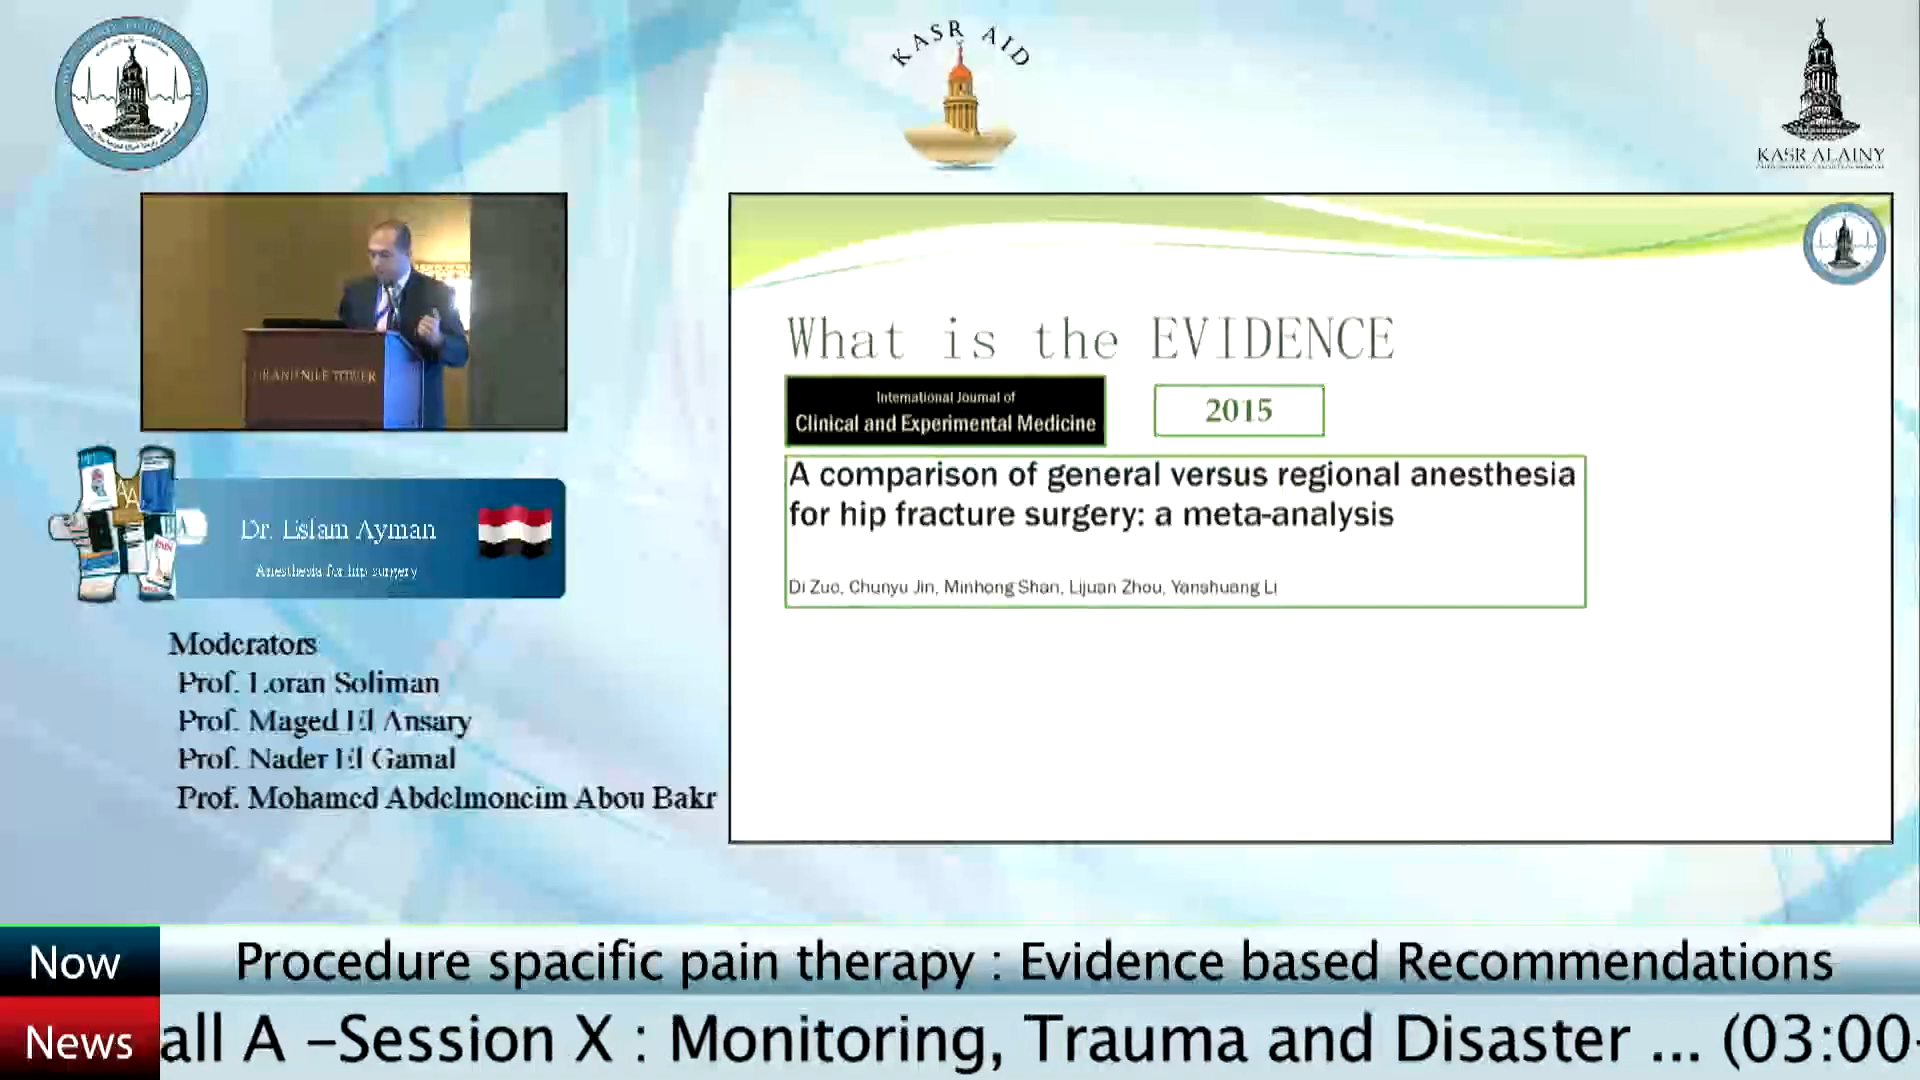 KASR AID
KASR ALAINY
GRAND NILE TOWER
Dr. Eslam Ayman
Anesthesia for hip surgery
Moderators
Prof. Loran Soliman
Prof. Maged El Ansary
Prof. Nader El Gamal
Prof. Mohamed Abdelmoneim Abou Bakr
What is the EVIDENCE
International Journal of
Clinical and Experimental Medicine
2015
A comparison of general versus regional anesthesia
for hip fracture surgery: a meta-analysis
Di Zuo, Chunyu Jin, Minhong Shan, Lijuan Zhou, Yanshuang Li
Now Procedure spacific pain therapy : Evidence based Recommendations
News all A -Session X : Monitoring, Trauma and Disaster ... (03:00-